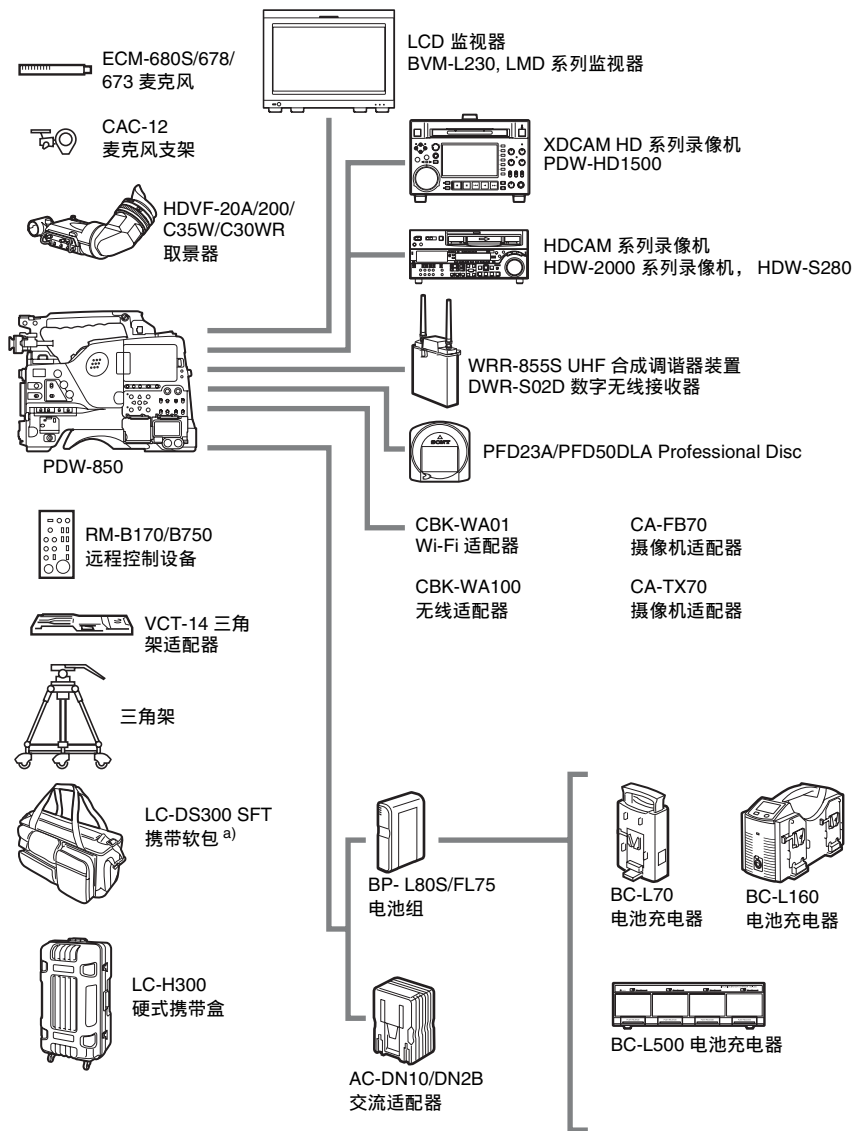 ECM-680S/678/
673 麦克风
CAC-12
麦克风支架
HDVF-20A/200/
C35W/C30WR
取景器
PDW-850
RM-B170/B750
远程控制设备
VCT-14 三角
架适配器
三角架
LC-DS300 SFT
携带软包 a)
LC-H300
硬式携带盒
LCD 监视器
BVM-L230, LMD 系列监视器
XDCAM HD 系列录像机
PDW-HD1500
HDCAM 系列录像机
HDW-2000 系列录像机， HDW-S280
WRR-855S UHF 合成调谐器装置
DWR-S02D 数字无线接收器
SONY
PFD23A/PFD50DLA Professional Disc
CBK-WA01
Wi-Fi 适配器
CA-FB70
摄像机适配器
CBK-WA100
无线适配器
CA-TX70
摄像机适配器
BP- L80S/FL75
电池组
AC-DN10/DN2B
交流适配器
BC-L70
电池充电器
BC-L160
电池充电器
BC-L500 电池充电器